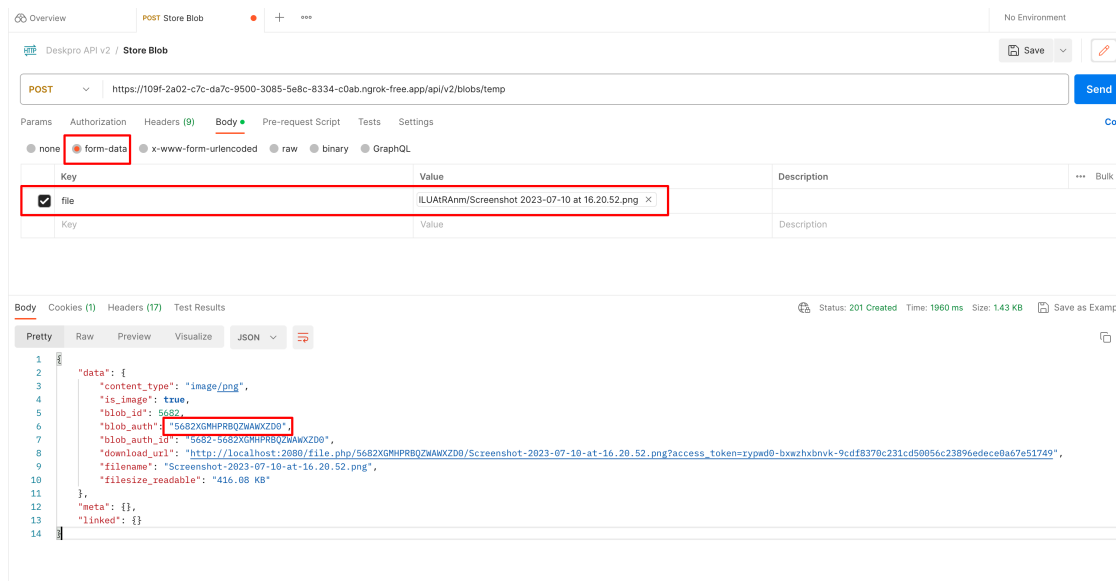 Overview POST Store Blob No Environment
HTTP Deskpro API v2 / Store Blob Save
POST https://109f-2a02-c7c-da7c-9500-3085-5e8c-8334-c0ab.ngrok-free.app/api/v2/blobs/temp Send
Params Authorization Headers (9) Body Pre-request Script Tests Settings Co
none form-data x-www-form-urlencoded raw binary GraphQL
Key Value Description Bulk
file lLUAtRAnm/Screenshot 2023-07-10 at 16.20.52.png
Key Value Description
Body Cookies (1) Headers (17) Test Results Status: 201 Created Time: 1960 ms Size: 1.43 KB Save as Examp
Pretty Raw Preview Visualize JSON
1 {
2 "data": {
3 "content_type": "image/png",
4 "is_image": true,
5 "blob_id": 5682,
6 "blob_auth": "5682XGMHPRBQZWAWXZD0",
7 "blob_auth_id": "5682-5682XGMHPRBQZWAWXZD0",
8 "download_url": "http://localhost:2080/file.php/5682XGMHPRBQZWAWXZD0/Screenshot-2023-07-10-at-16.20.52.png?access_token=rypwd0-bxwzhxbnvk-9cdf8370c231cd50056c23896edece0a67e51749",
9 "filename": "Screenshot-2023-07-10-at-16.20.52.png",
10 "filesize_readable": "416.08 KB"
11 },
12 "meta": {},
13 "linked": {}
14 }